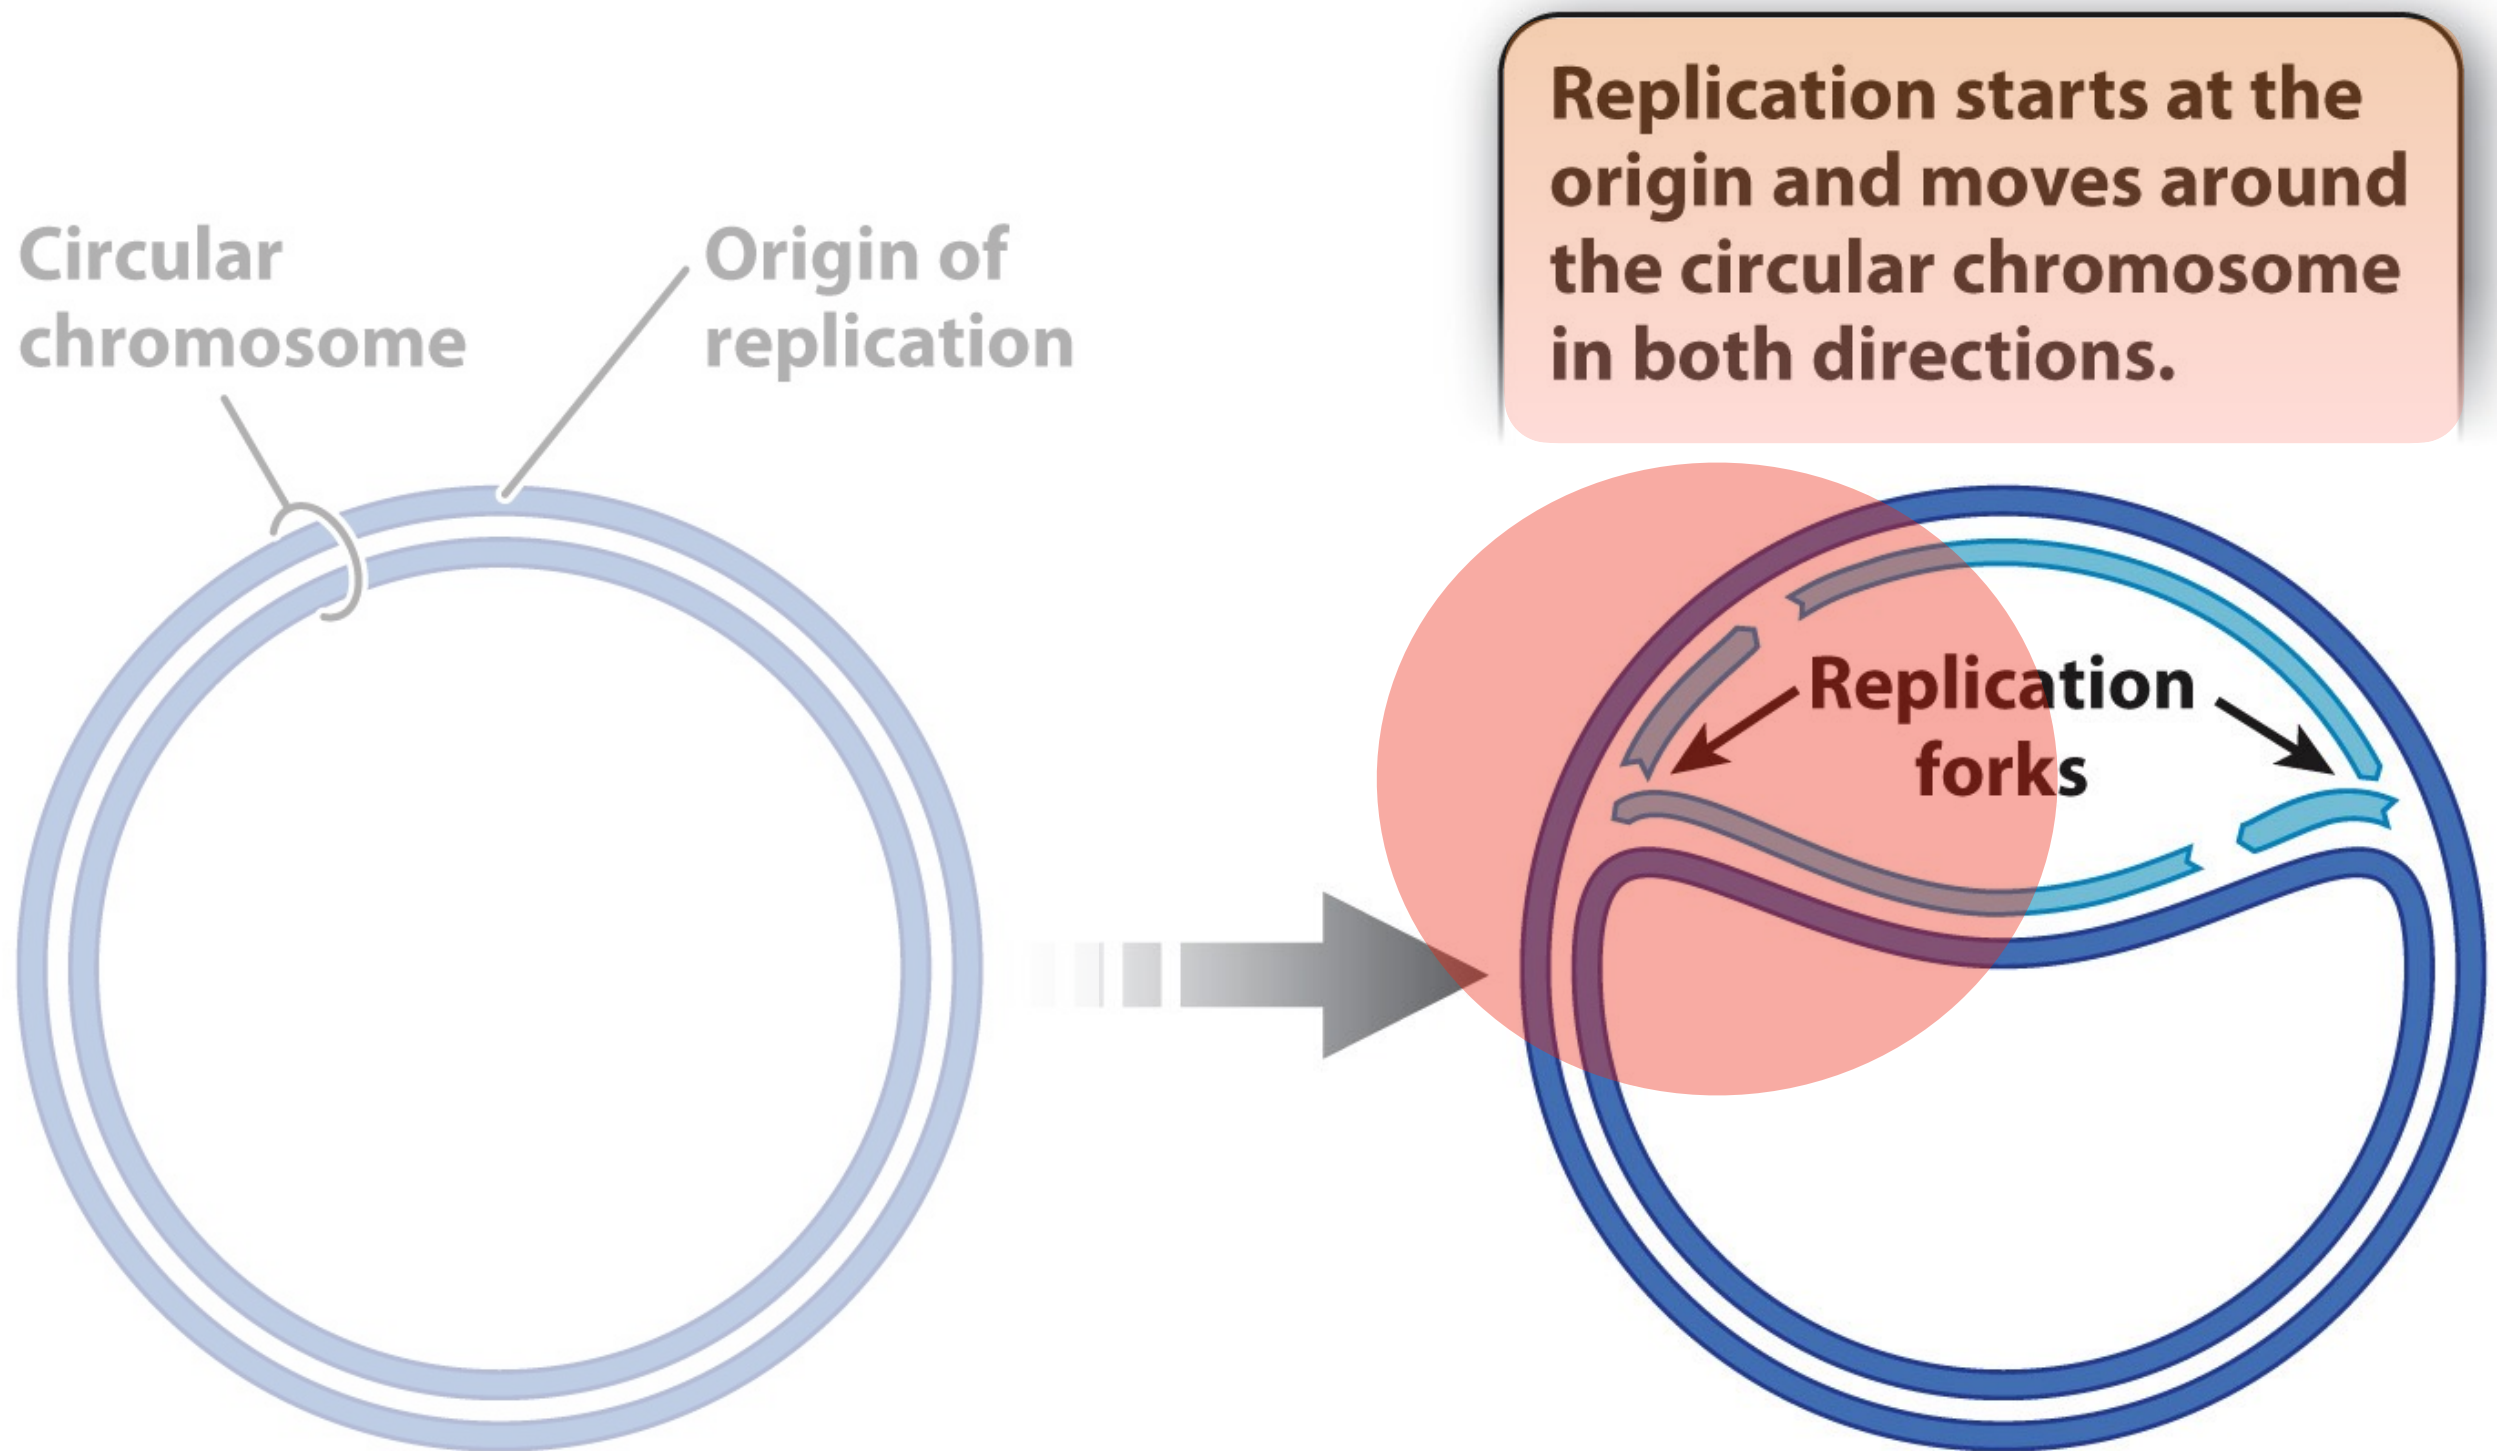 Replication starts at the
origin and moves around
the circular chromosome
in both directions.
Circular
chromosome
Origin of
replication
Replication
forks